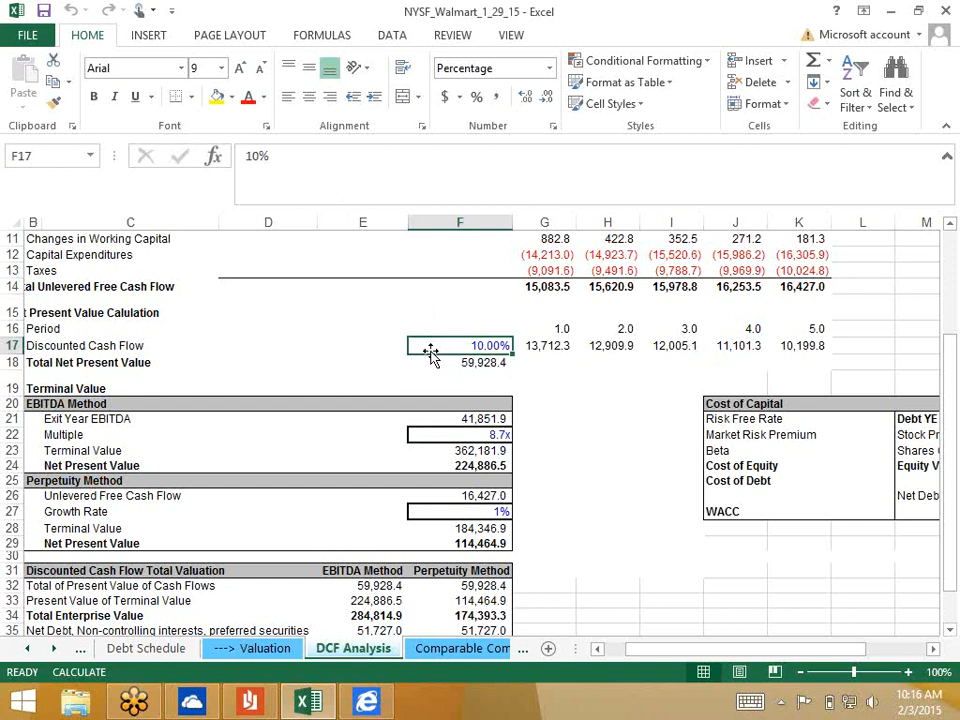 NYSF_Walmart_1_29_15 - Excel
FILE HOME INSERT PAGE LAYOUT FORMULAS DATA REVIEW VIEW Microsoft account
Paste Arial 9 Percentage Conditional Formatting Insert
Format as Table Delete Sort & Find &
B I U A $ % Cell Styles Format Filter Select
Clipboard Font Alignment Number Styles Cells Editing
F17 fx 10%
B C D E F G H I J K L M
11 Changes in Working Capital 882.8 422.8 352.5 271.2 181.3
12 Capital Expenditures (14,213.0) (14,923.7) (15,520.6) (15,986.2) (16,305.9)
13 Taxes (9,091.6) (9,491.6) (9,788.7) (9,969.9) (10,024.8)
14 tal Unlevered Free Cash Flow 15,083.5 15,620.9 15,978.8 16,253.5 16,427.0
15 t Present Value Calulation
16 Period 1.0 2.0 3.0 4.0 5.0
17 Discounted Cash Flow 10.00% 13,712.3 12,909.9 12,005.1 11,101.3 10,199.8
18 Total Net Present Value 59,928.4
19 Terminal Value
20 EBITDA Method Cost of Capital
21 Exit Year EBITDA 41,851.9 Risk Free Rate Debt YE
22 Multiple 8.7x Market Risk Premium Stock Pr
23 Terminal Value 362,181.9 Beta Shares
24 Net Present Value 224,886.5 Cost of Equity Equity V
25 Perpetuity Method Cost of Debt
26 Unlevered Free Cash Flow 16,427.0 Net Deb
27 Growth Rate 1% WACC
28 Terminal Value 184,346.9
29 Net Present Value 114,464.9
30
31 Discounted Cash Flow Total Valuation EBITDA Method Perpetuity Method
32 Total of Present Value of Cash Flows 59,928.4 59,928.4
33 Present Value of Terminal Value 224,886.5 114,464.9
34 Total Enterprise Value 284,814.9 174,393.3
35 Net Debt, Non-controlling interests, preferred securities 51,727.0 51,727.0
... Debt Schedule ---> Valuation DCF Analysis Comparable Com ...
READY CALCULATE 100%
10:16 AM
2/3/2015